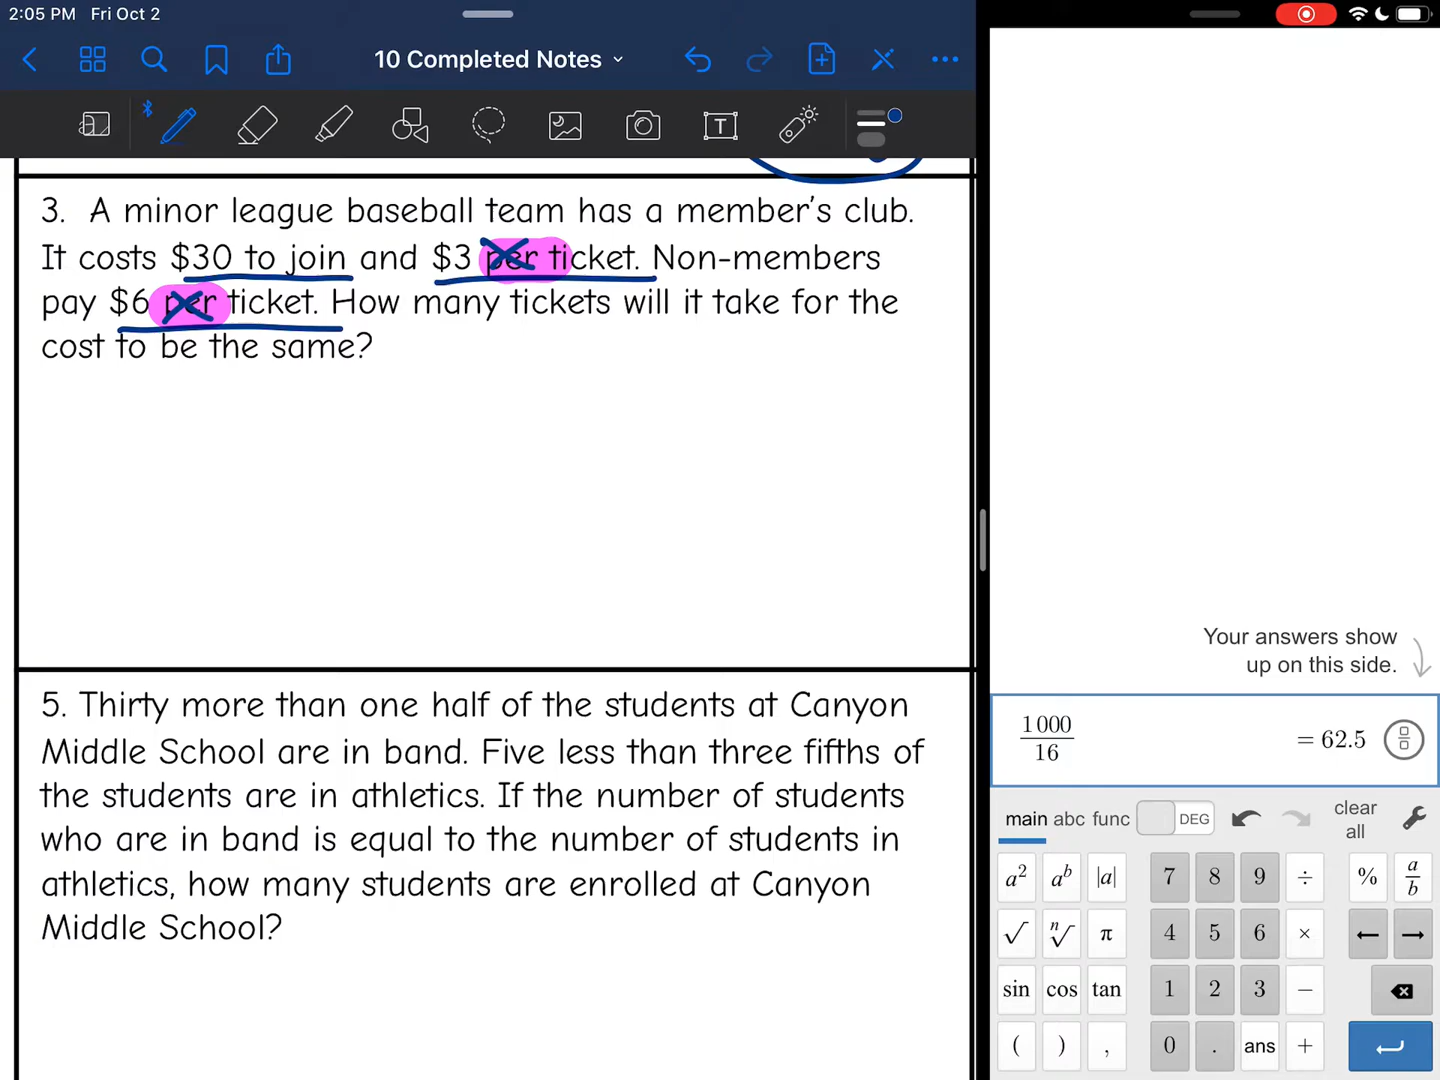 2:05 PM Fri Oct 2
10 Completed Notes
T
3. A minor league baseball team has a member's club.
It costs $30 to join and $3 per ticket. Non-members
pay $6 per ticket. How many tickets will it take for the
cost to be the same?
5. Thirty more than one half of the students at Canyon
Middle School are in band. Five less than three fifths of
the students are in athletics. If the number of students
who are in band is equal to the number of students in
athletics, how many students are enrolled at Canyon
Middle School?
Your answers show
up on this side.
1000
16
= 62.5
main abc func DEG clear all
a² aᵇ |a| 7 8 9 ÷ % a/b
√ ⁿ√ π 4 5 6 × ← →
sin cos tan 1 2 3 −
( ) , 0 . ans +